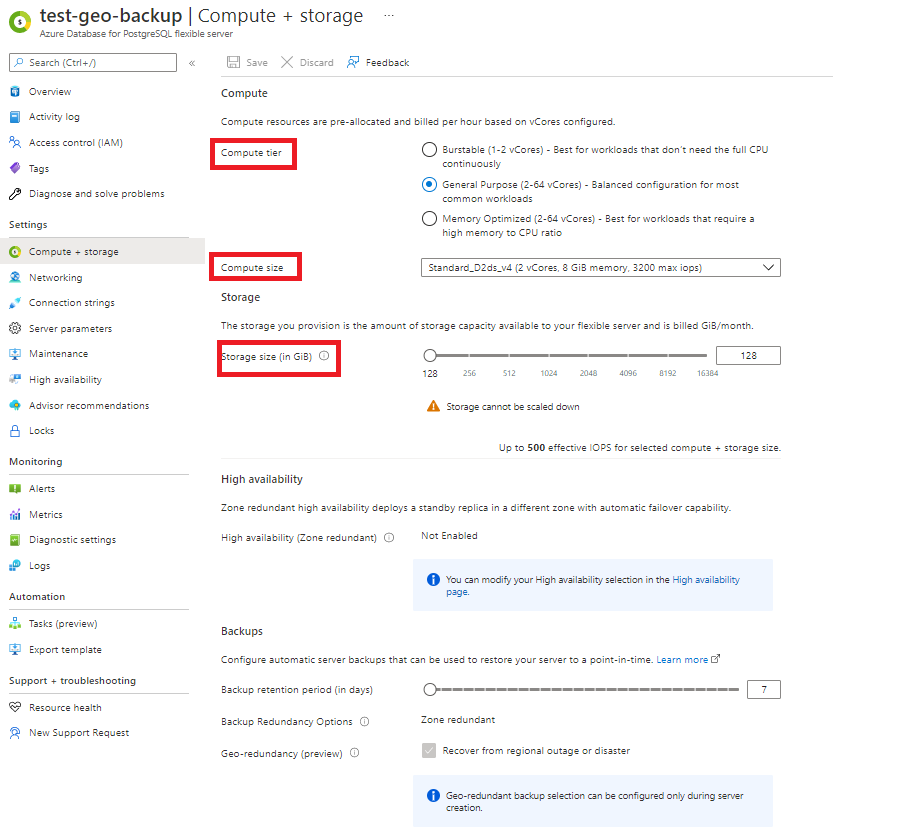 test-geo-backup | Compute + storage ...
Azure Database for PostgreSQL flexible server
Search (Ctrl+/)
«
Overview
Activity log
Access control (IAM)
Tags
Diagnose and solve problems
Settings
Compute + storage
Networking
Connection strings
Server parameters
Maintenance
High availability
Advisor recommendations
Locks
Monitoring
Alerts
Metrics
Diagnostic settings
Logs
Automation
Tasks (preview)
Export template
Support + troubleshooting
Resource health
New Support Request
Save Discard Feedback
Compute
Compute resources are pre-allocated and billed per hour based on vCores configured.
Compute tier
Burstable (1-2 vCores) - Best for workloads that don't need the full CPU
continuously
General Purpose (2-64 vCores) - Balanced configuration for most
common workloads
Memory Optimized (2-64 vCores) - Best for workloads that require a
high memory to CPU ratio
Compute size
Standard_D2ds_v4 (2 vCores, 8 GiB memory, 3200 max iops)
Storage
The storage you provision is the amount of storage capacity available to your flexible server and is billed GiB/month.
Storage size (in GiB)
128
128 256 512 1024 2048 4096 8192 16384
Storage cannot be scaled down
Up to 500 effective IOPS for selected compute + storage size.
High availability
Zone redundant high availability deploys a standby replica in a different zone with automatic failover capability.
High availability (Zone redundant)
Not Enabled
You can modify your High availability selection in the High availability
page.
Backups
Configure automatic server backups that can be used to restore your server to a point-in-time. Learn more
Backup retention period (in days)
7
Backup Redundancy Options
Zone redundant
Geo-redundancy (preview)
Recover from regional outage or disaster
Geo-redundant backup selection can be configured only during server
creation.